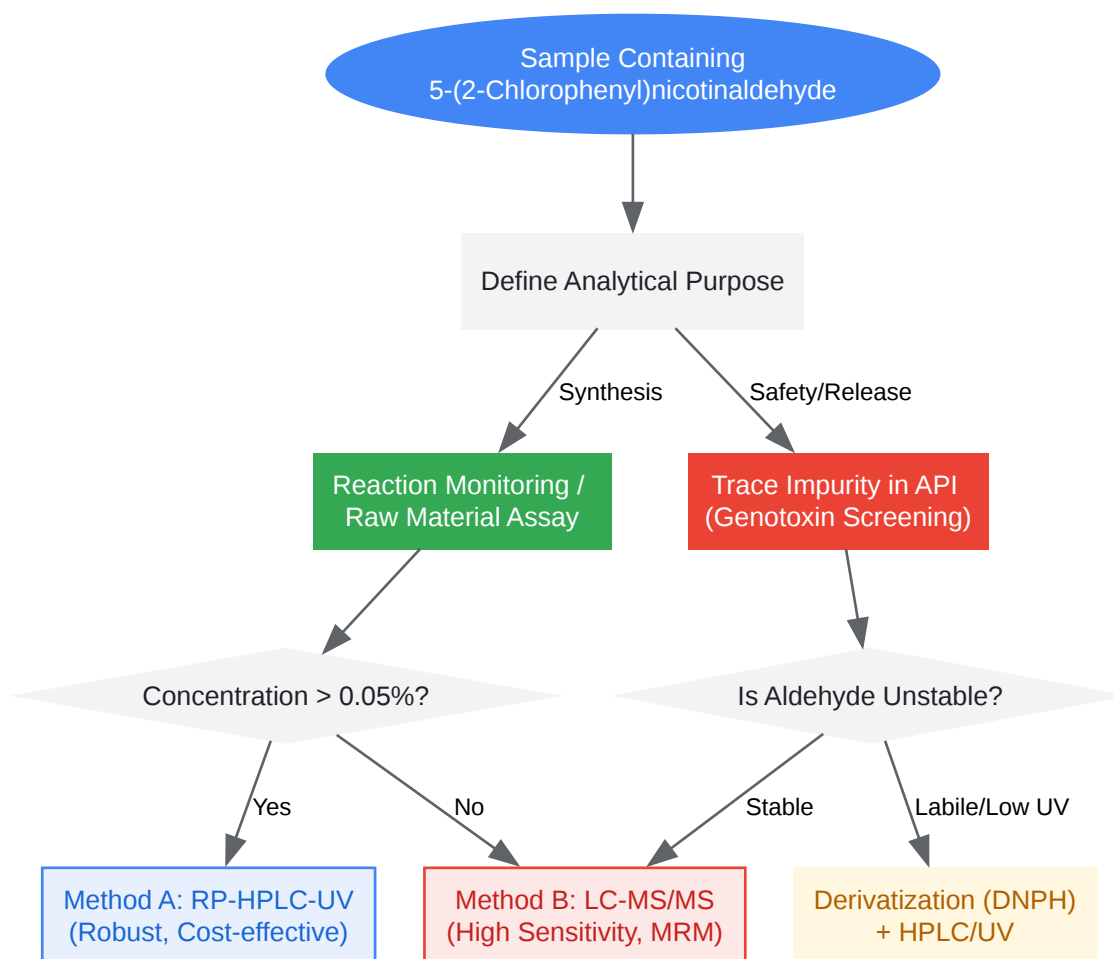 Sample Containing
5-(2-Chlorophenyl)nicotinaldehyde
Define Analytical Purpose
Synthesis
Safety/Release
Reaction Monitoring /
Raw Material Assay
Trace Impurity in API
(Genotoxin Screening)
Concentration > 0.05%?
Is Aldehyde Unstable?
Yes
No
Stable
Labile/Low UV
Method A: RP-HPLC-UV
(Robust, Cost-effective)
Method B: LC-MS/MS
(High Sensitivity, MRM)
Derivatization (DNPH)
+ HPLC/UV